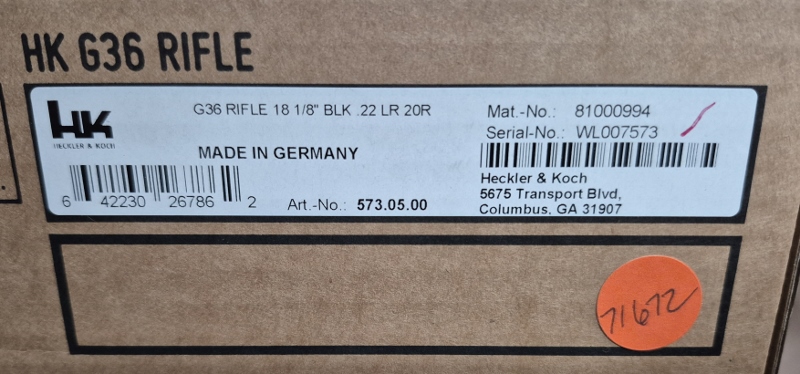 HK G36 RIFLE
HK
HECKLER & KOCH
G36 RIFLE 18 1/8" BLK .22 LR 20R
MADE IN GERMANY
6 42230 26786 2
Art.-No.: 573.05.00
Mat.-No.: 81000994
Serial-No.: WL007573
Heckler & Koch
5675 Transport Blvd,
Columbus, GA 31907
71672